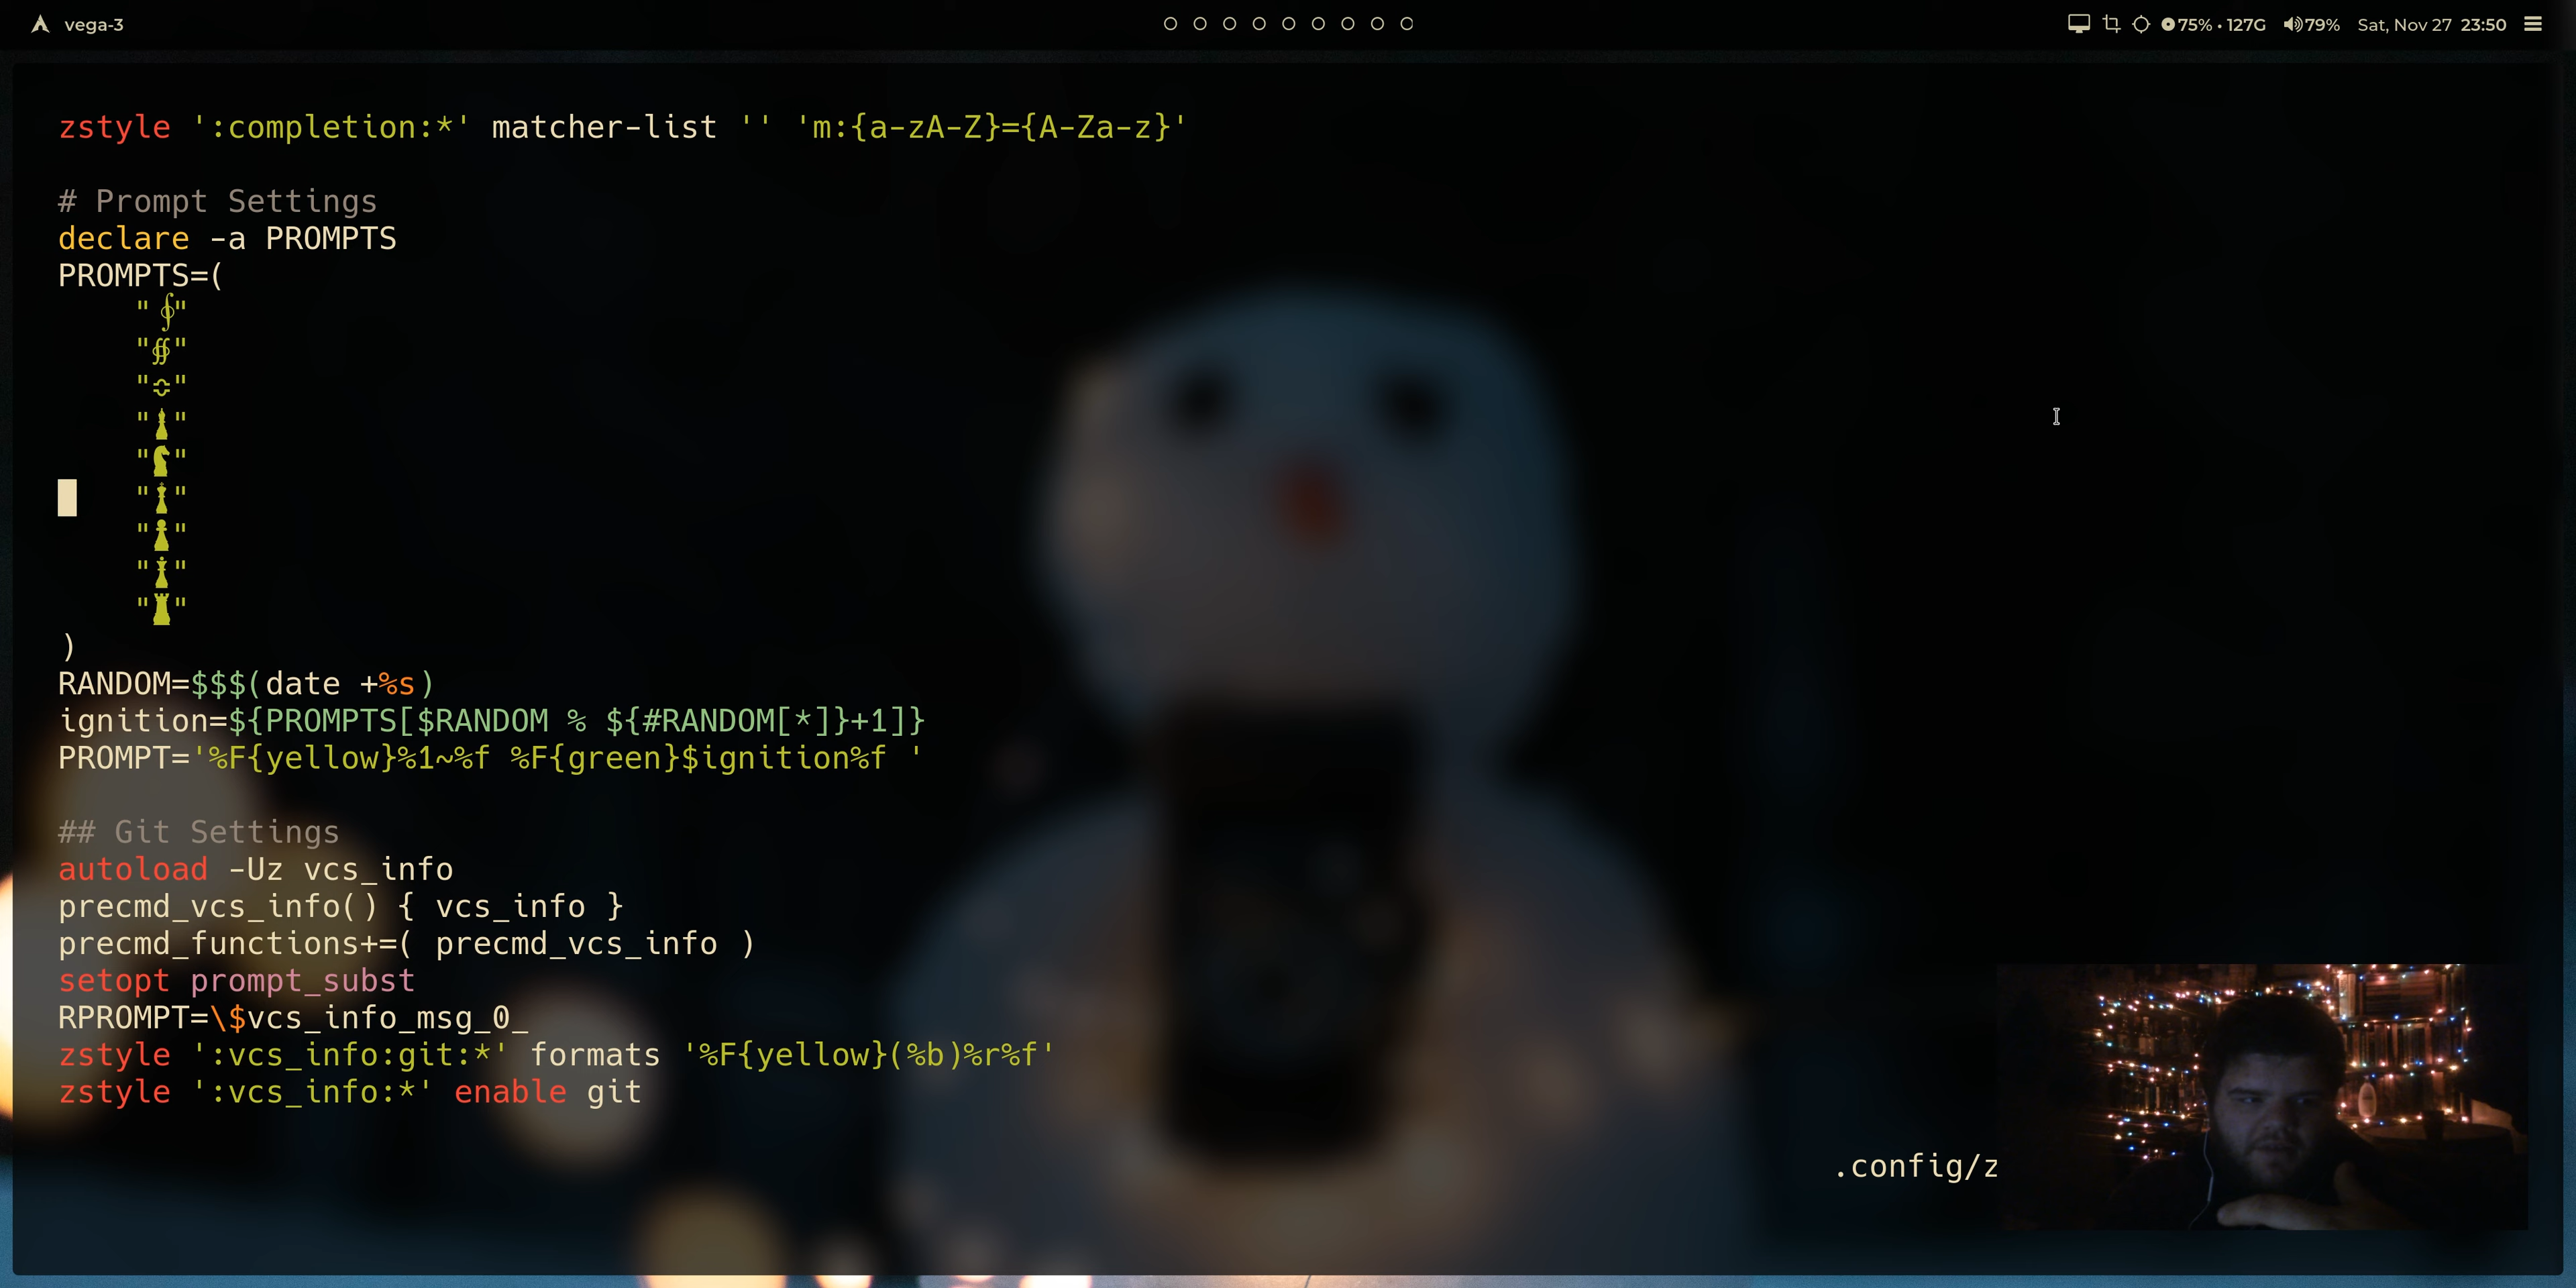 vega-3
75% • 127G 79% Sat, Nov 27 23:50
zstyle ':completion:*' matcher-list '' 'm:{a-zA-Z}={A-Za-z}'
# Prompt Settings
declare -a PROMPTS
PROMPTS=(
" ∮"
"∯"
"≎"
"♝"
"♞"
"♚"
"♟"
"♛"
"♜"
)
RANDOM=$$$(date +%s)
ignition=${PROMPTS[$RANDOM % ${#RANDOM[*]}+1]}
PROMPT='%F{yellow}%1~%f %F{green}$ignition%f '
## Git Settings
autoload -Uz vcs_info
precmd_vcs_info() { vcs_info }
precmd_functions+=( precmd_vcs_info )
setopt prompt_subst
RPROMPT=\$vcs_info_msg_0_
zstyle ':vcs_info:git:*' formats '%F{yellow}(%b)%r%f'
zstyle ':vcs_info:*' enable git
.config/z